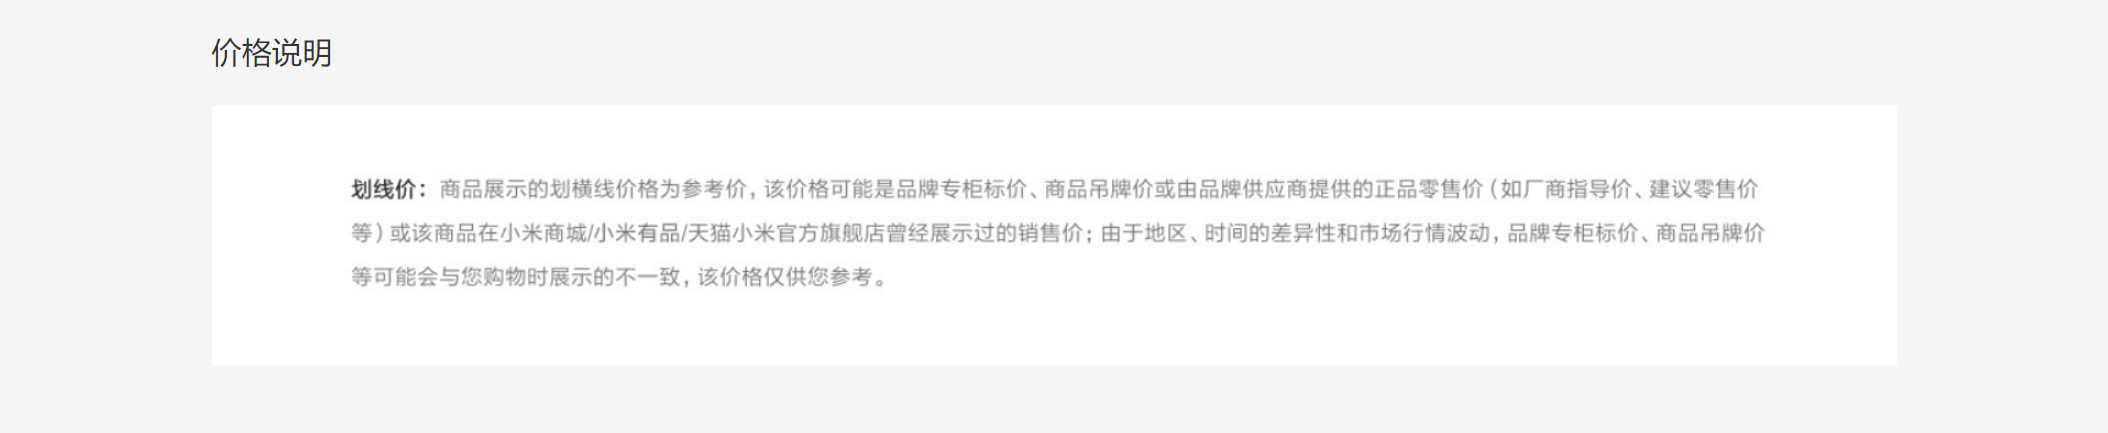 价格说明
划线价：商品展示的划横线价格为参考价，该价格可能是品牌专柜标价、商品吊牌价或由品牌供应商提供的正品零售价（如厂商指导价、建议零售价
等）或该商品在小米商城/小米有品/天猫小米官方旗舰店曾经展示过的销售价；由于地区、时间的差异性和市场行情波动，品牌专柜标价、商品吊牌价
等可能会与您购物时展示的不一致，该价格仅供您参考。